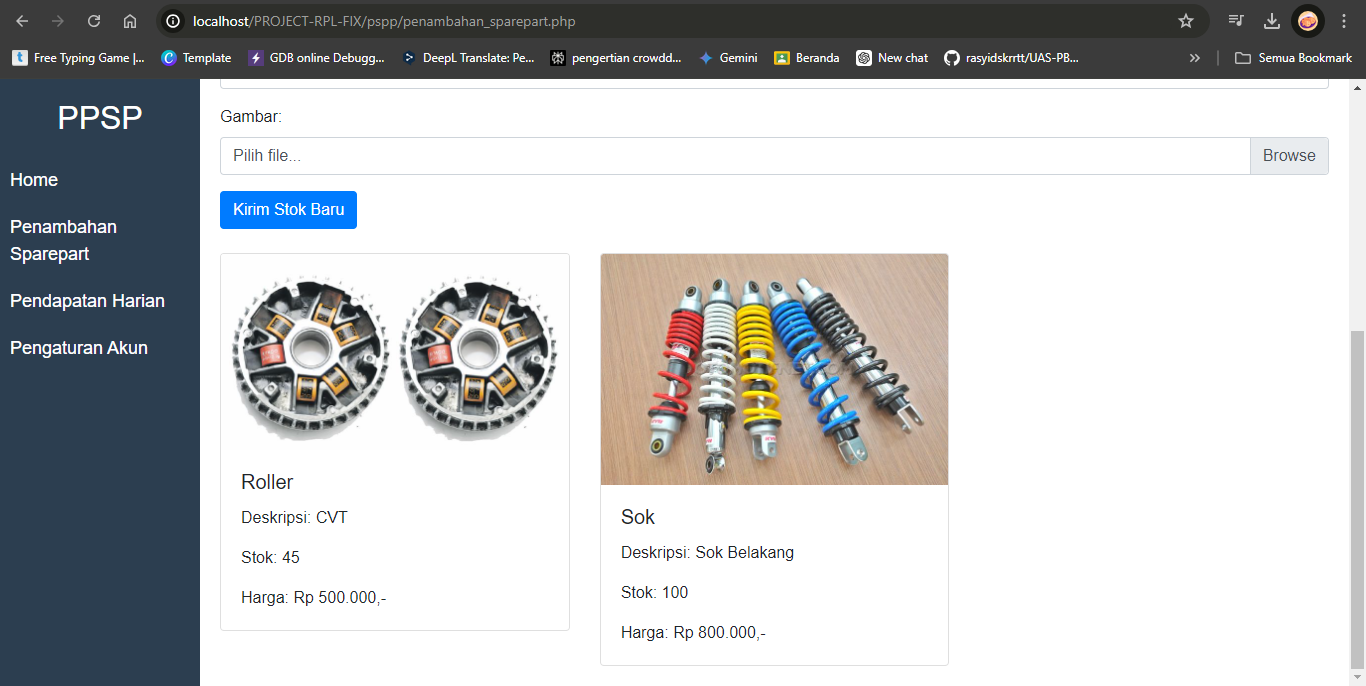 localhost/PROJECT-RPL-FIX/pspp/penambahan_sparepart.php
Free Typing Game |...
Template
GDB online Debugg...
DeepL Translate: Pe...
pengertian crowdd...
Gemini
Beranda
New chat
rasyidskrrtt/UAS-PB...
Semua Bookmark
PPSP
Home
Penambahan
Sparepart
Pendapatan Harian
Pengaturan Akun
Gambar:
Pilih file...
Browse
Kirim Stok Baru
Roller
Deskripsi: CVT
Stok: 45
Harga: Rp 500.000,-
Sok
Deskripsi: Sok Belakang
Stok: 100
Harga: Rp 800.000,-